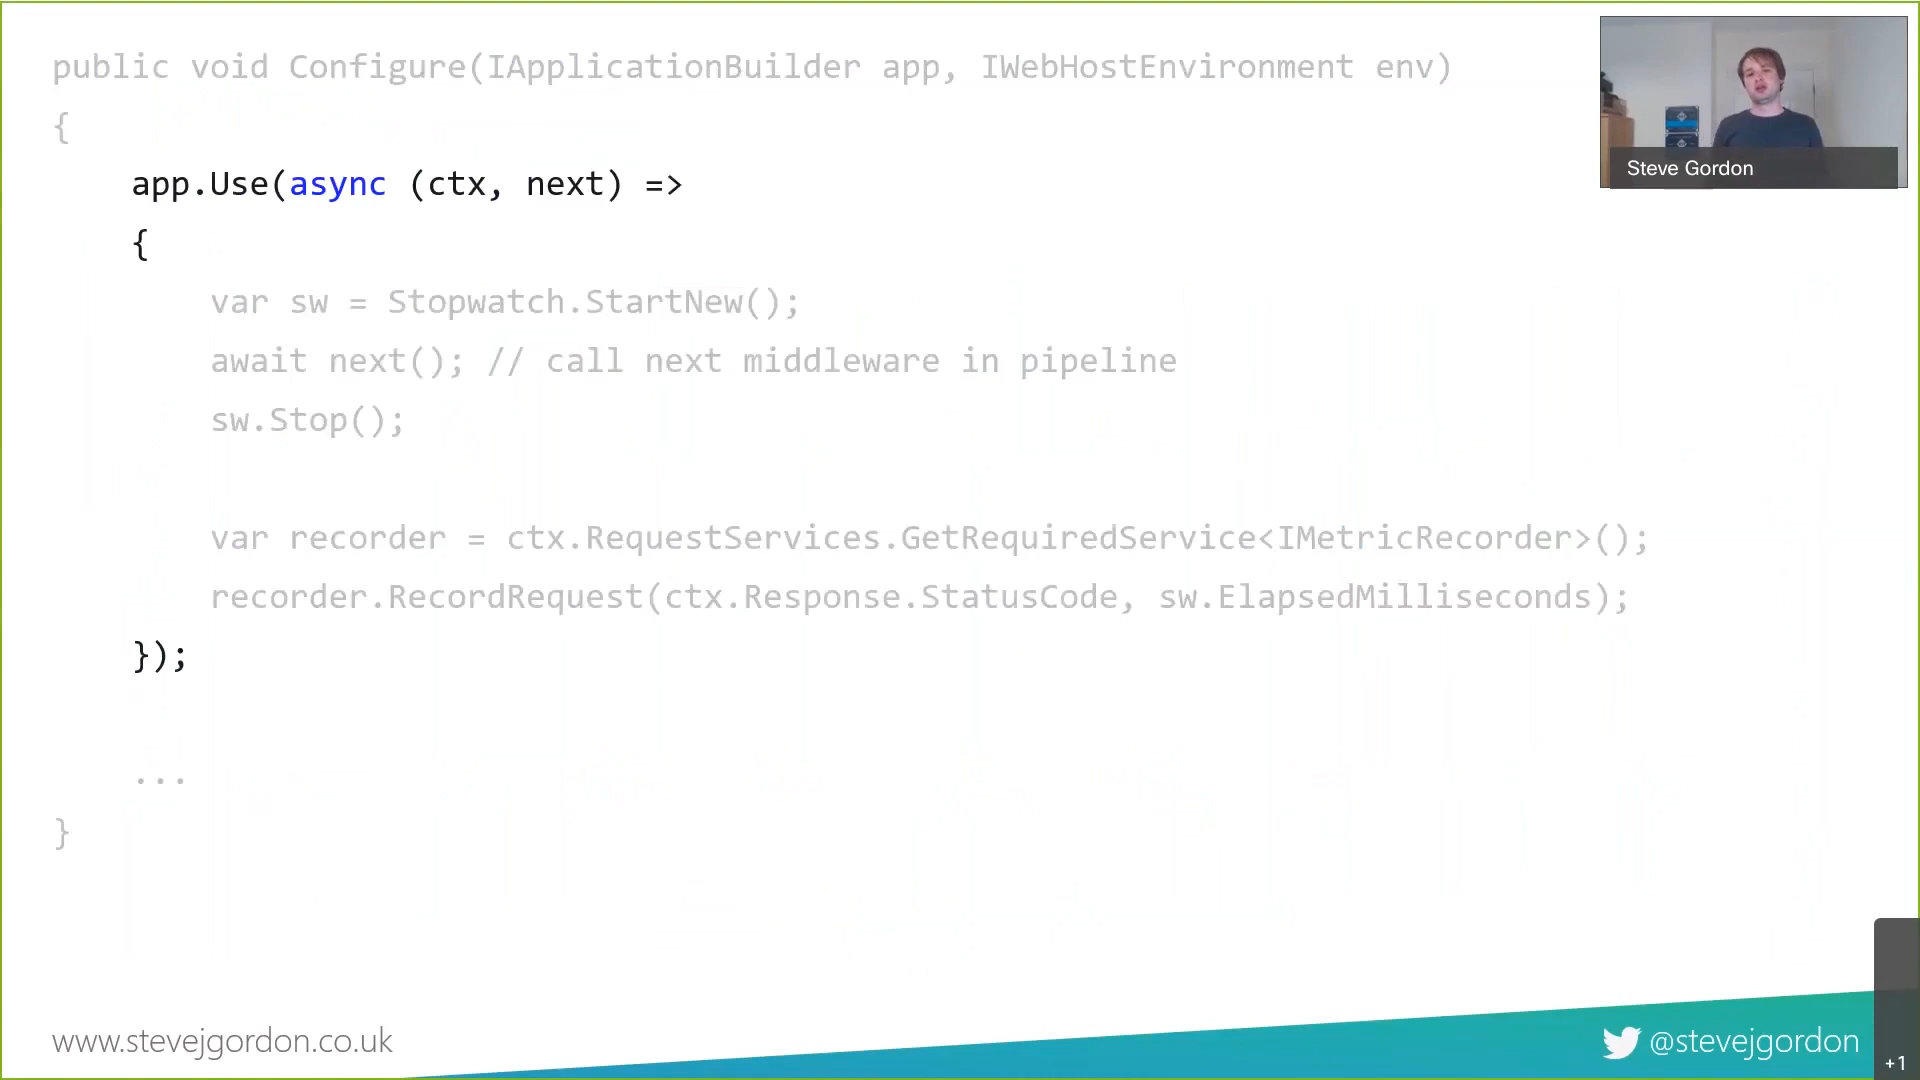 public void Configure(IApplicationBuilder app, IWebHostEnvironment env)
{
app.Use(async (ctx, next) =>
{
var sw = Stopwatch.StartNew();
await next(); // call next middleware in pipeline
sw.Stop();
var recorder = ctx.RequestServices.GetRequiredService<IMetricRecorder>();
recorder.RecordRequest(ctx.Response.StatusCode, sw.ElapsedMilliseconds);
});
...
}
Steve Gordon
www.stevejgordon.co.uk
@stevejgordon
+1